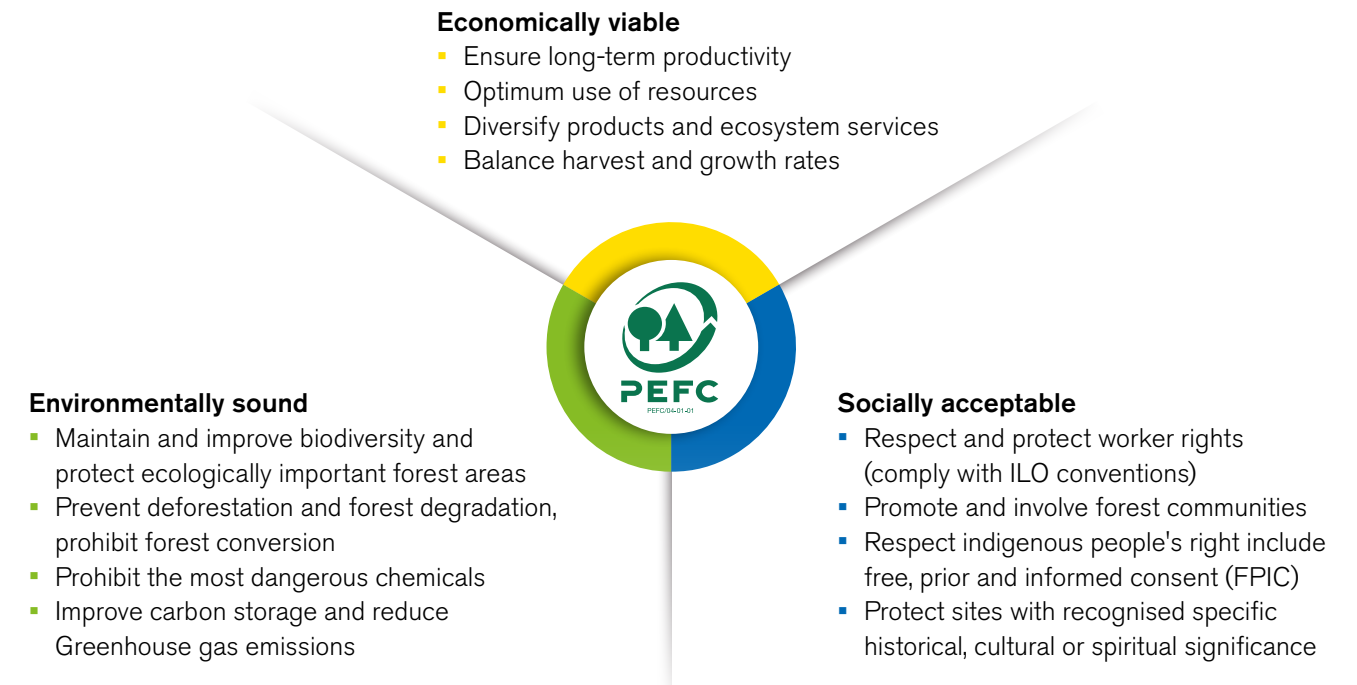 Economically viable
▪ Ensure long-term productivity
▪ Optimum use of resources
▪ Diversify products and ecosystem services
▪ Balance harvest and growth rates
PEFC
PEFC/04-01-01
Environmentally sound
▪ Maintain and improve biodiversity and
protect ecologically important forest areas
▪ Prevent deforestation and forest degradation,
prohibit forest conversion
▪ Prohibit the most dangerous chemicals
▪ Improve carbon storage and reduce
Greenhouse gas emissions
Socially acceptable
▪ Respect and protect worker rights
(comply with ILO conventions)
▪ Promote and involve forest communities
▪ Respect indigenous people's right include
free, prior and informed consent (FPIC)
▪ Protect sites with recognised specific
historical, cultural or spiritual significance